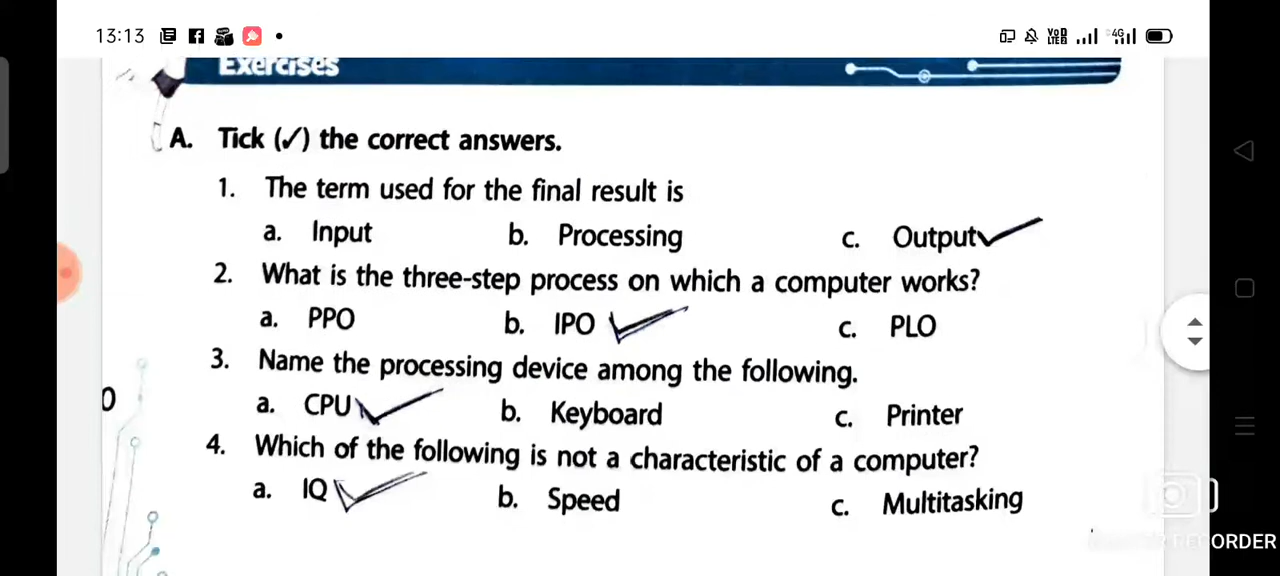 13:13
VoD LTE2 4G
Exercises
A. Tick (✓) the correct answers.
1. The term used for the final result is
a. Input b. Processing c. Output ✓
2. What is the three-step process on which a computer works?
a. PPO b. IPO ✓ c. PLO
3. Name the processing device among the following.
a. CPU ✓ b. Keyboard c. Printer
4. Which of the following is not a characteristic of a computer?
a. IQ ✓ b. Speed c. Multitasking
ORDER